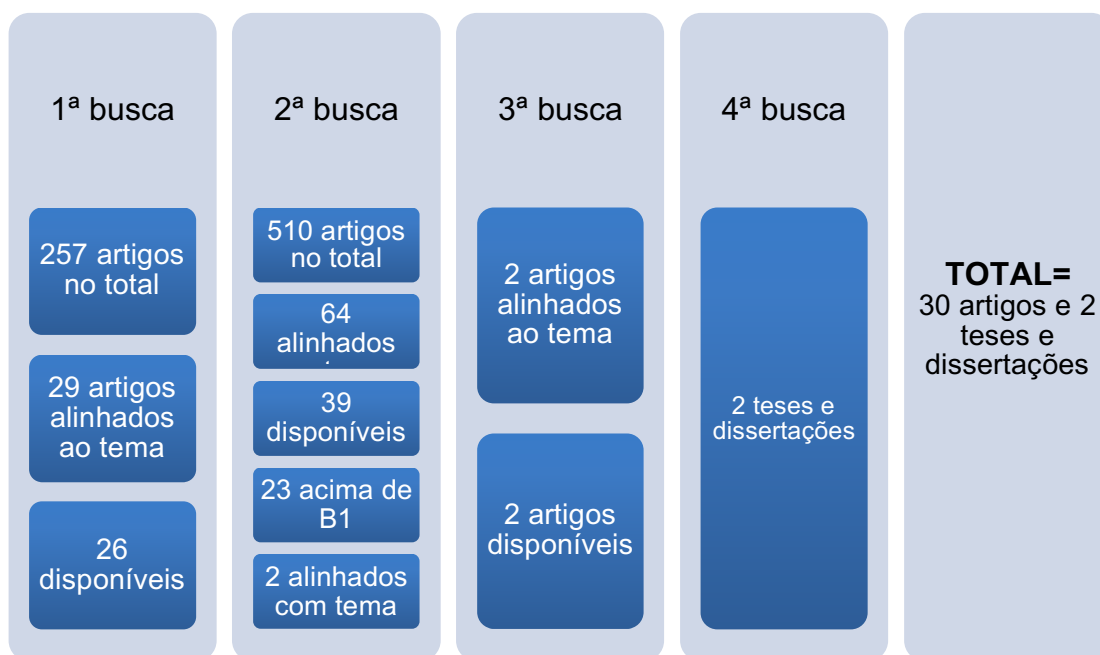 1ª busca
257 artigos
no total
29 artigos
alinhados
ao tema
26
disponíveis
2ª busca
510 artigos
no total
64
alinhados
39
disponíveis
23 acima de
B1
2 alinhados
com tema
3ª busca
2 artigos
alinhados
ao tema
2 artigos
disponíveis
4ª busca
2 teses e
dissertações
TOTAL=
30 artigos e 2
teses e
dissertações